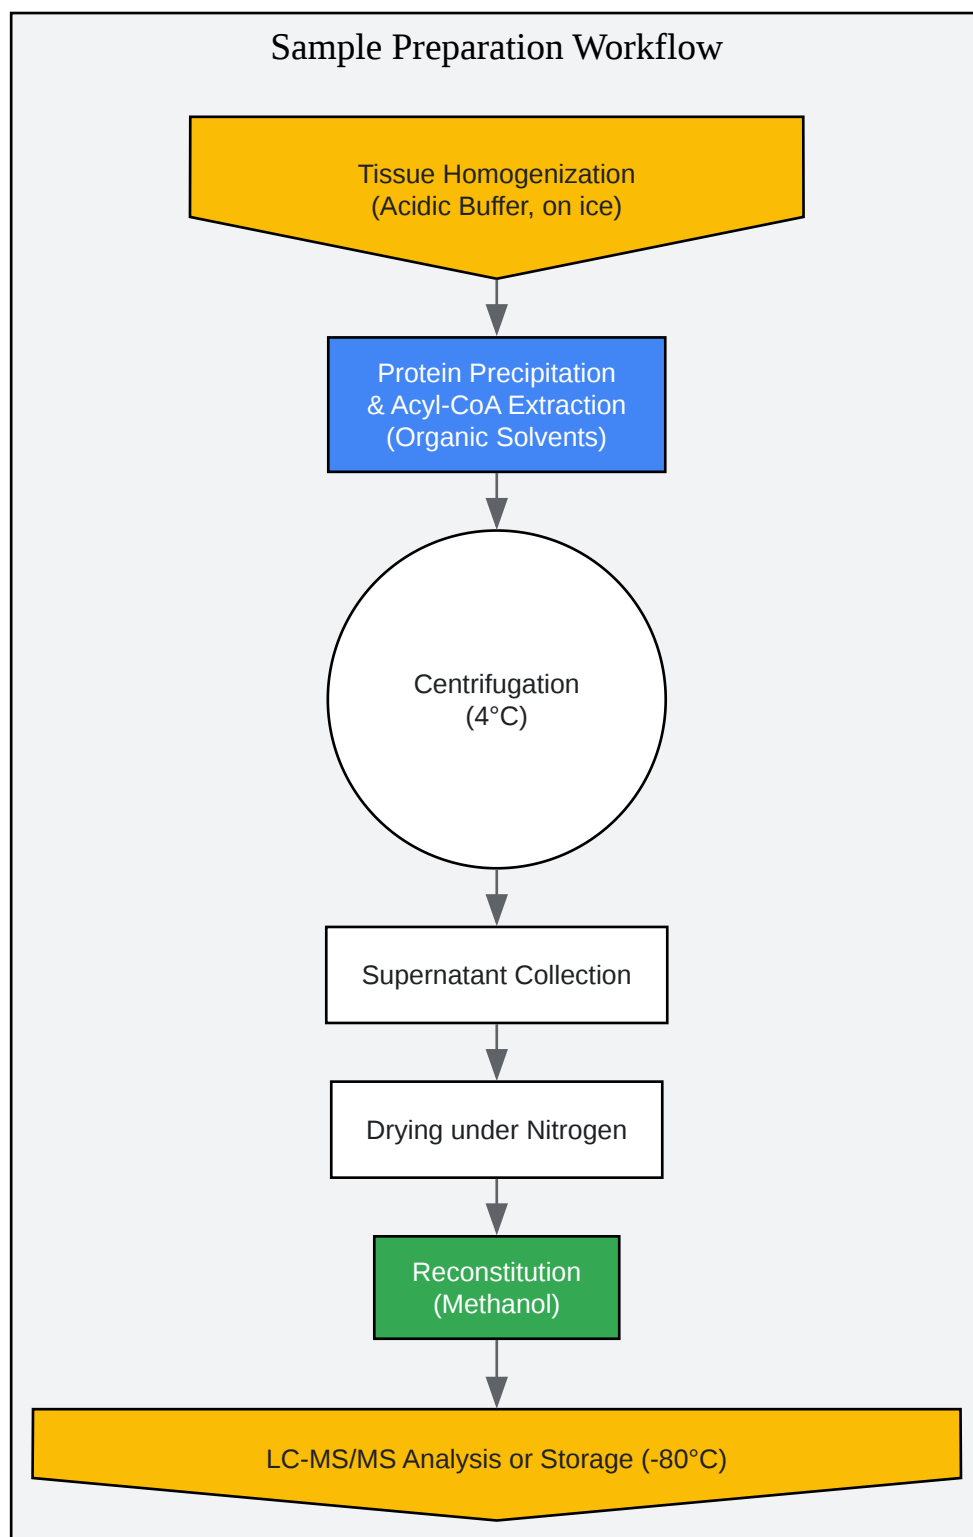 Sample Preparation Workflow
Tissue Homogenization
(Acidic Buffer, on ice)
Protein Precipitation
& Acyl-CoA Extraction
(Organic Solvents)
Centrifugation
(4°C)
Supernatant Collection
Drying under Nitrogen
Reconstitution
(Methanol)
LC-MS/MS Analysis or Storage (-80°C)